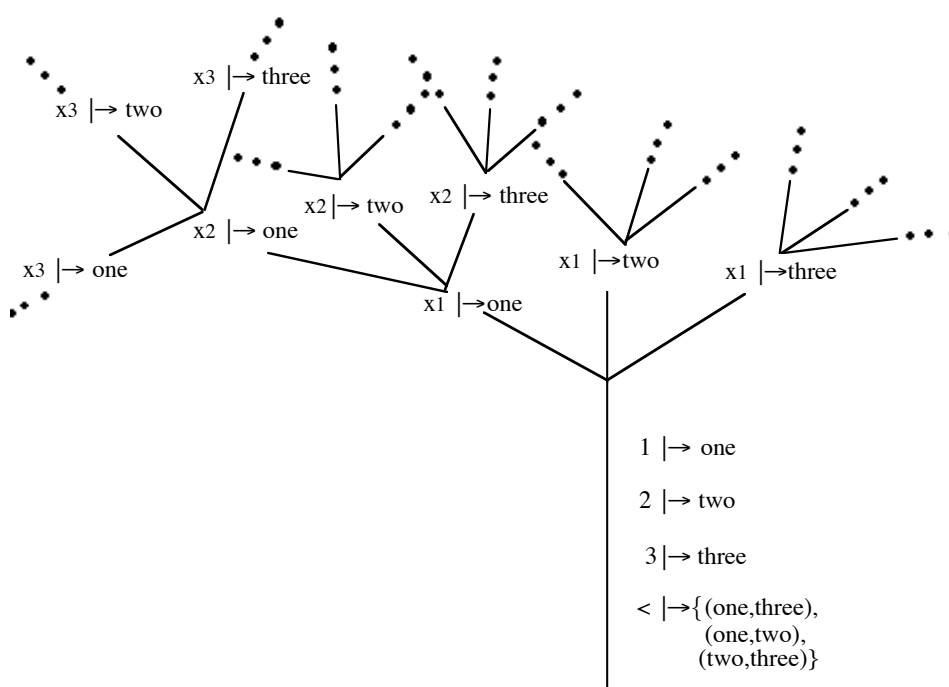 x3 |→ three
x3 |→ two
x2 |→ three
x2 |→ two
x2 |→ one
x3 |→ one
x1 |→two
x1 |→three
x1 |→one
1 |→ one
2 |→ two
3 |→ three
< |→{(one,three),
(one,two),
(two,three)}